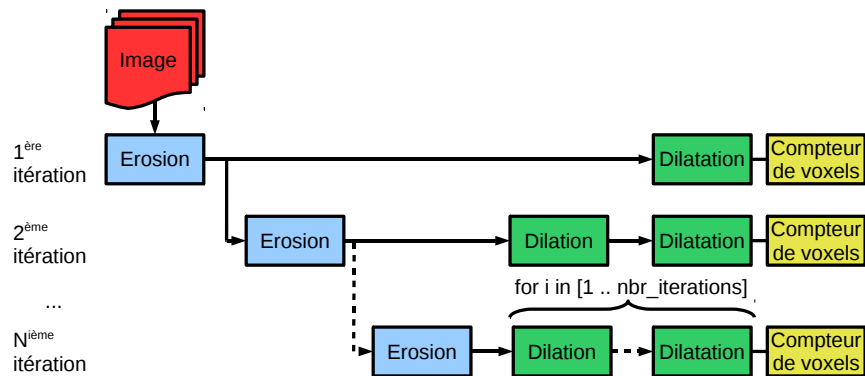 Image
1ère
itération
Erosion
Dilatation
Compteur
de voxels
2ème
itération
Erosion
Dilation
Dilatation
Compteur
de voxels
...
for i in [1 .. nbr_iterations]
Nième
itération
Erosion
Dilation
Dilatation
Compteur
de voxels